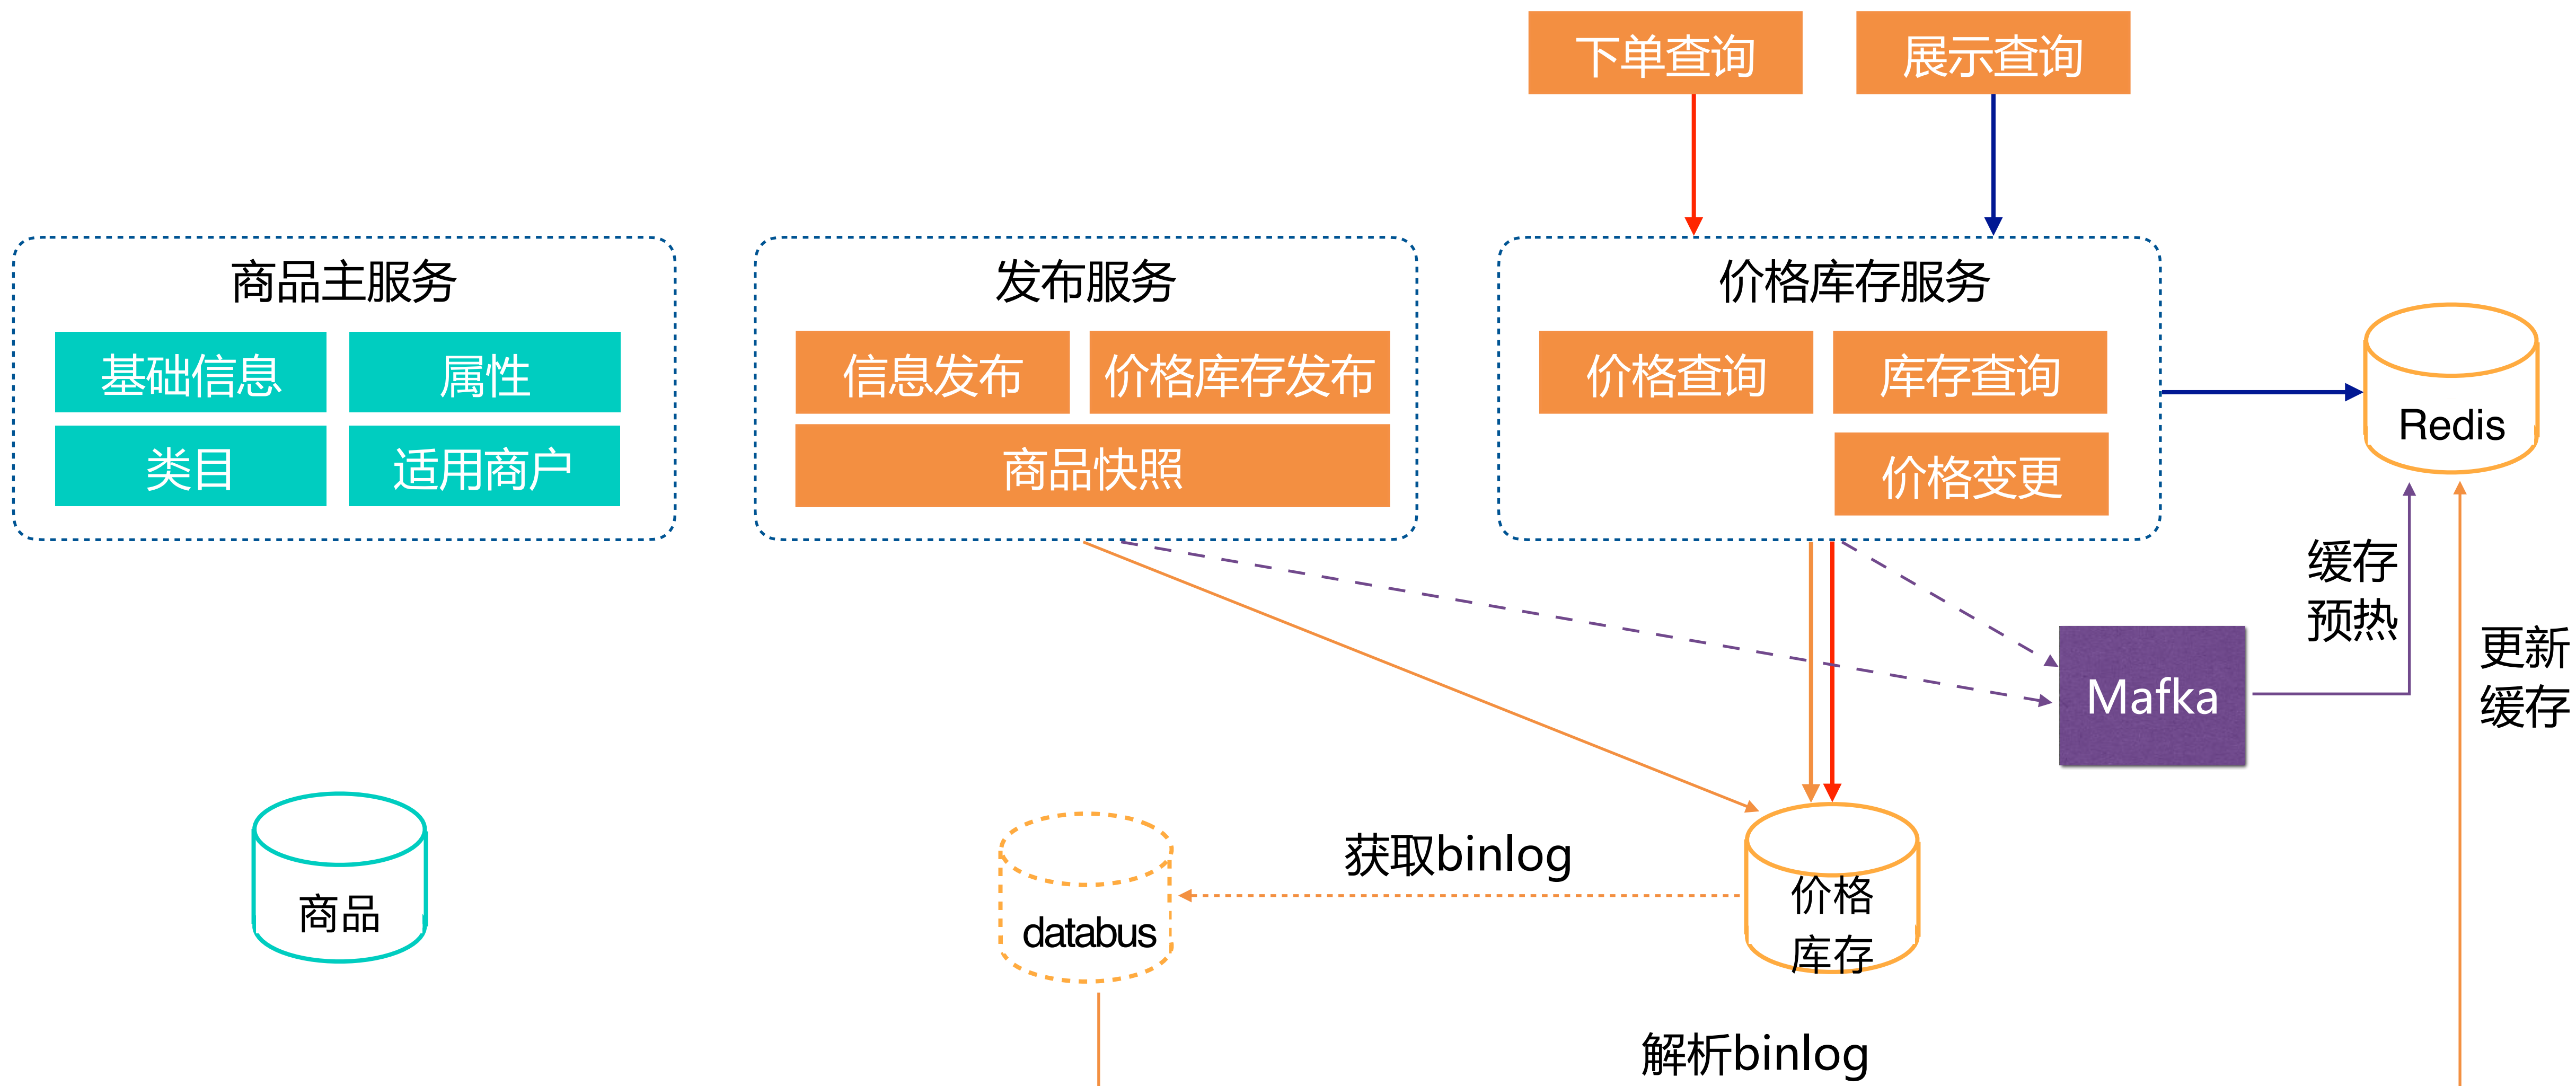 下单查询
展示查询
商品主服务
基础信息
属性
类目
适用商户
发布服务
信息发布
价格库存发布
商品快照
价格库存服务
价格查询
库存查询
价格变更
Redis
缓存
预热
更新
缓存
Mafka
商品
databus
获取binlog
价格
库存
解析binlog